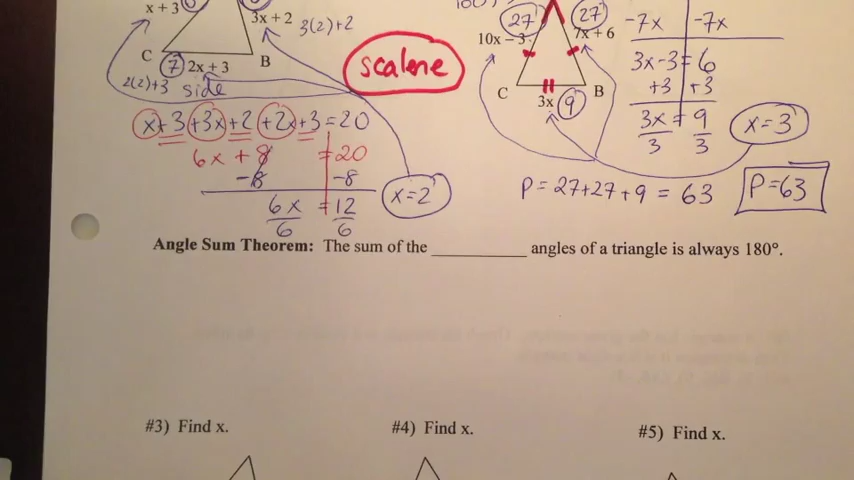 x + 3
3x + 2 3(2)+2
C 7 2x + 3 B
2(2)+3 side
scalene
x+3+3x+2+2x+3=20
6x + 8 =20
-8 -8
6x = 12
6 6
x=2
27 27
10x - 3 7x + 6
C B
3x 9
-7x -7x
3x-3=6
+3 +3
3x = 9
3 3
x=3
P=27+27+9 = 63 P=63
Angle Sum Theorem: The sum of the __________ angles of a triangle is always 180°.
#3) Find x. #4) Find x. #5) Find x.